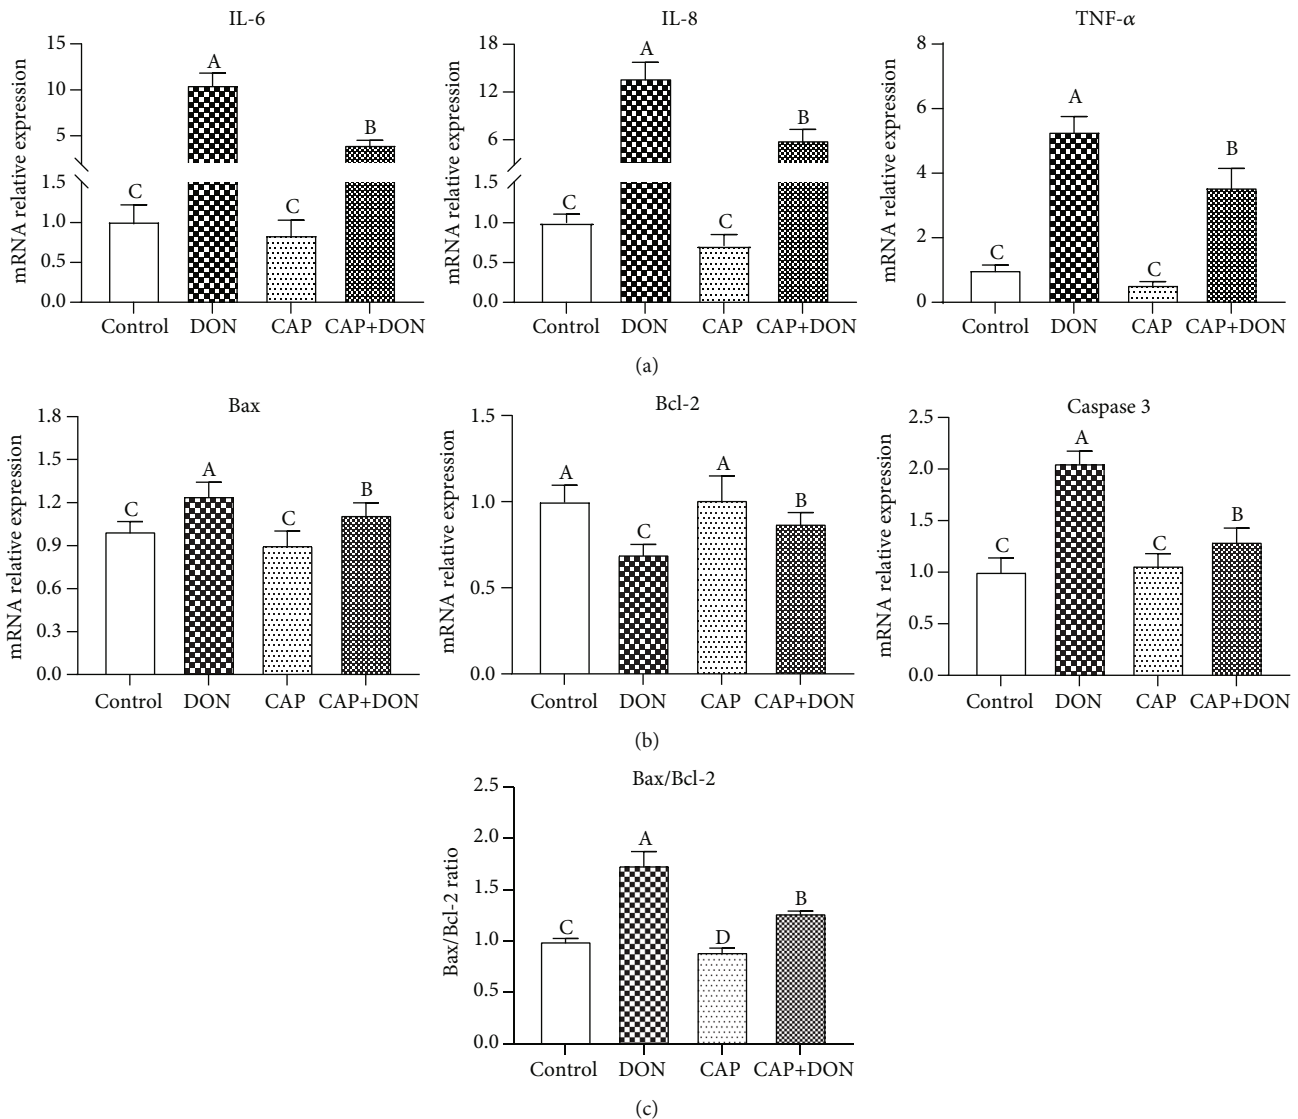 IL-6
mRNA relative expression
15
10
5
1.5
1.0
0.5
0.0
C
A
C
B
Control DON CAP CAP+DON
IL-8
mRNA relative expression
18
12
6
1.5
1.0
0.5
0.0
C
A
C
B
Control DON CAP CAP+DON
TNF-α
mRNA relative expression
8
6
4
2
0
C
A
C
B
Control DON CAP CAP+DON
(a)
Bax
mRNA relative expression
1.8
1.5
1.2
0.9
0.6
0.3
0.0
C
A
C
B
Control DON CAP CAP+DON
Bcl-2
mRNA relative expression
1.5
1.0
0.5
0.0
A
C
A
B
Control DON CAP CAP+DON
Caspase 3
mRNA relative expression
2.5
2.0
1.5
1.0
0.5
0.0
C
A
C
B
Control DON CAP CAP+DON
(b)
Bax/Bcl-2
Bax/Bcl-2 ratio
2.5
2.0
1.5
1.0
0.5
0.0
C
A
D
B
Control DON CAP CAP+DON
(c)